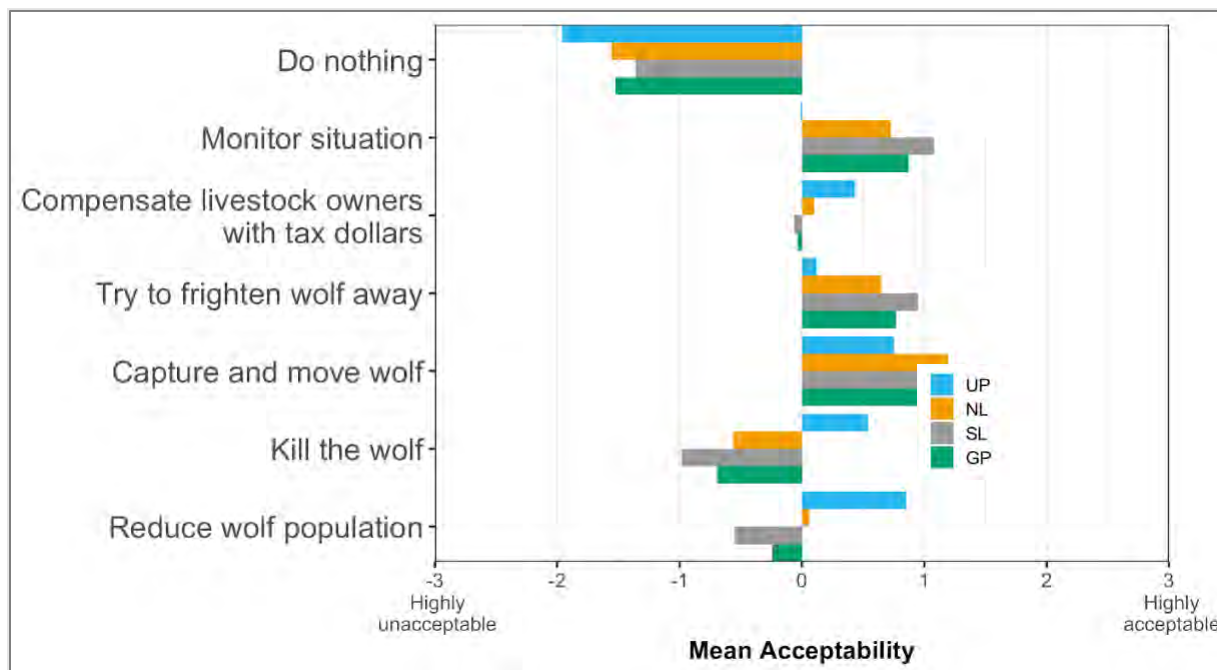 Do nothing
Monitor situation
Compensate livestock owners
with tax dollars
Try to frighten wolf away
Capture and move wolf
Kill the wolf
Reduce wolf population
UP
NL
SL
GP
-3 -2 -1 0 1 2 3
Highly Highly
unacceptable acceptable
Mean Acceptability